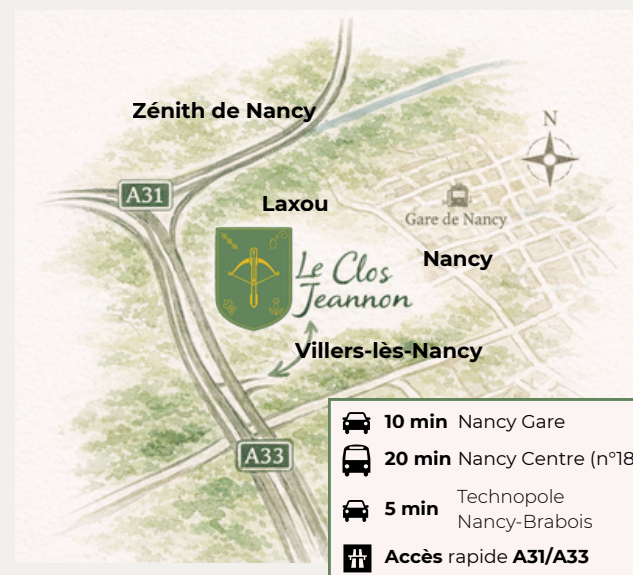 Zénith de Nancy
N
A31
Laxou
Gare de Nancy
Le Clos
Jeannon
Nancy
Villers-lès-Nancy
A33
10 min Nancy Gare
20 min Nancy Centre (n°18
5 min Technopole
Nancy-Brabois
Accès rapide A31/A33